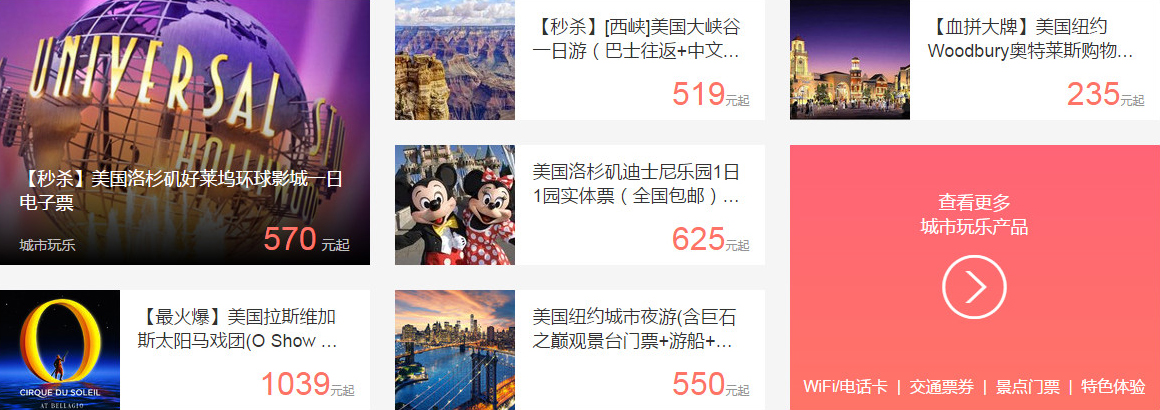 UNIVERSAL
HOLLYWOOD
【秒杀】美国洛杉矶好莱坞环球影城一日
电子票
城市玩乐
570 元起
【最火爆】美国拉斯维加
斯太阳马戏团(O Show ...
1039元起
CIRQUE DU SOLEIL
AT BELLAGIO
【秒杀】[西峡]美国大峡谷
一日游（巴士往返+中文...
519元起
美国洛杉矶迪士尼乐园1日
1园实体票（全国包邮）...
625元起
美国纽约城市夜游(含巨石
之巅观景台门票+游船+...
550元起
【血拼大牌】美国纽约
Woodbury奥特莱斯购物...
235元起
查看更多
城市玩乐产品
WiFi/电话卡 | 交通票券 | 景点门票 | 特色体验